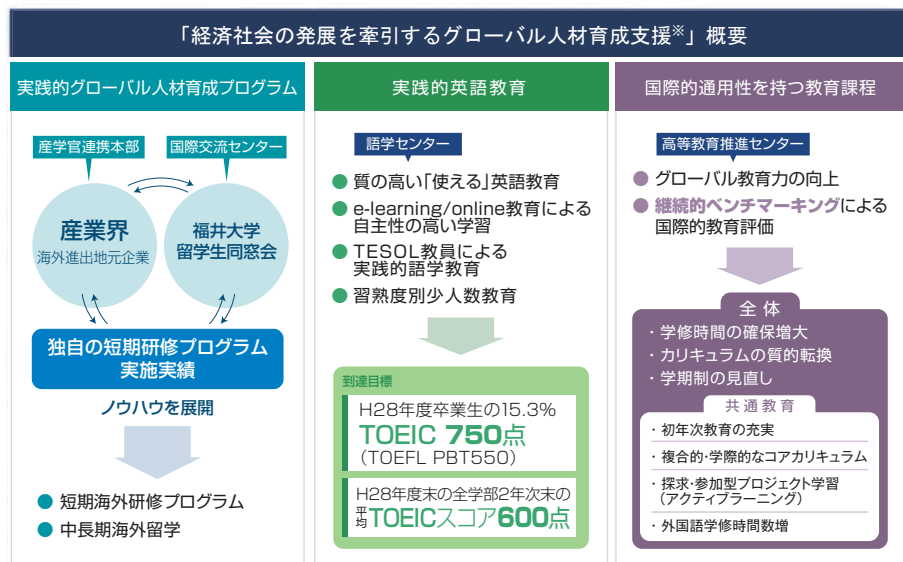 「経済社会の発展を牽引するグローバル人材育成支援※」概要
実践的グローバル人材育成プログラム
産学官連携本部
国際交流センター
産業界
海外進出地元企業
福井大学
留学生同窓会
独自の短期研修プログラム
実施実績
ノウハウを展開
● 短期海外研修プログラム
● 中長期海外留学
実践的英語教育
語学センター
● 質の高い「使える」英語教育
● e-learning/online教育による
自主性の高い学習
● TESOL教員による
実践的語学教育
● 習熟度別少人数教育
到達目標
H28年度卒業生の15.3%
TOEIC 750点
（TOEFL PBT550）
H28年度末の全学部2年次末の
平均TOEICスコア600点
国際的通用性を持つ教育課程
高等教育推進センター
● グローバル教育力の向上
● 継続的ベンチマーキングによる
国際的教育評価
全体
・学修時間の確保増大
・カリキュラムの質的転換
・学期制の見直し
共通教育
・初年次教育の充実
・複合的・学際的なコアカリキュラム
・探求・参加型プロジェクト学習
（アクティブラーニング）
・外国語学修時間数増